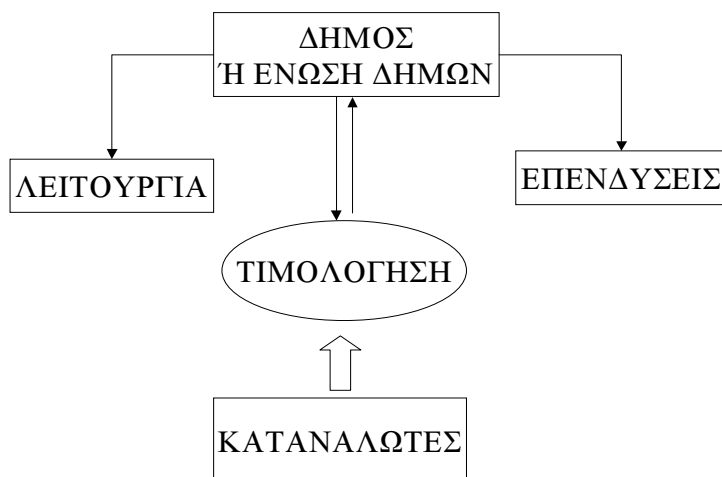 ΔΗΜΟΣ
Ή ΕΝΩΣΗ ΔΗΜΩΝ
ΛΕΙΤΟΥΡΓΙΑ
ΕΠΕΝΔΥΣΕΙΣ
ΤΙΜΟΛΟΓΗΣΗ
ΚΑΤΑΝΑΛΩΤΕΣ